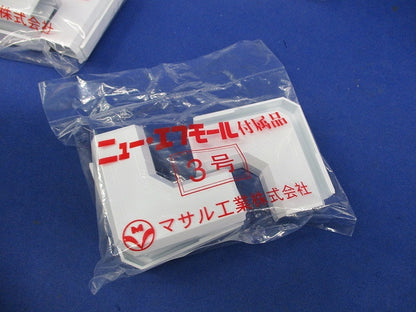 株式会社
ニュー・エフモール付属品
3号
マサル工業株式会社